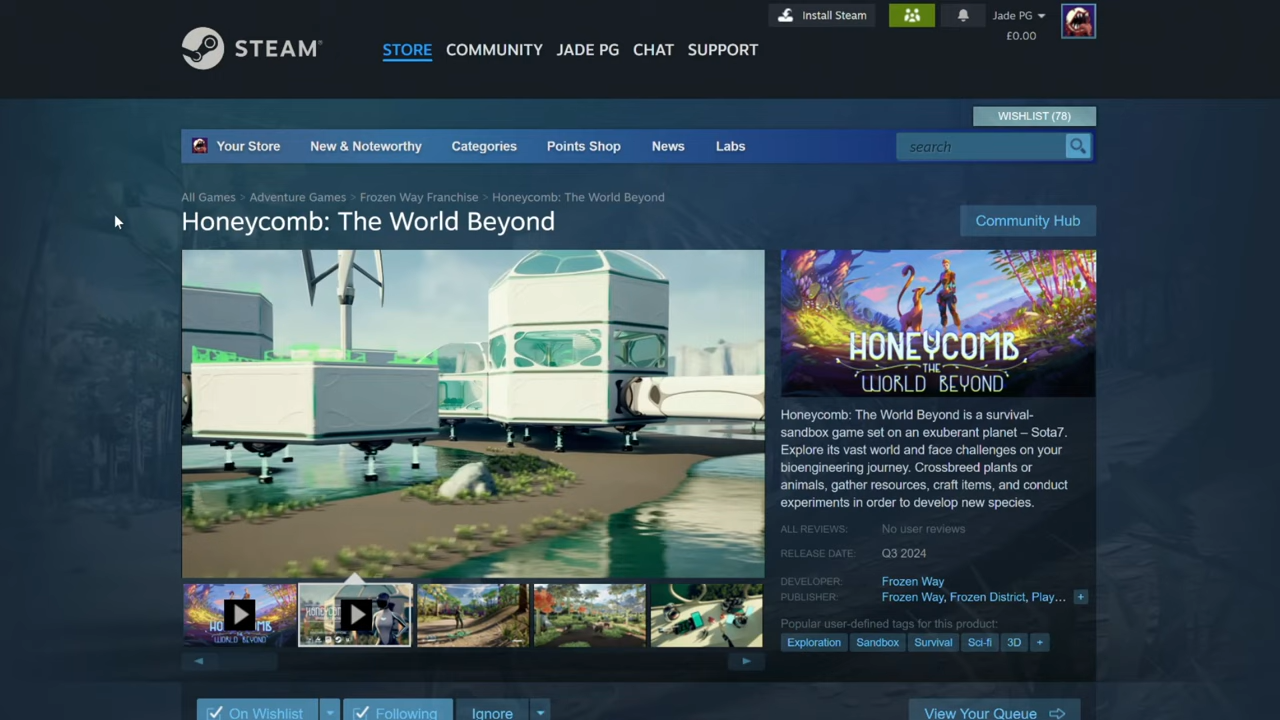 Install Steam
Jade PG
£0.00
STEAM
STORE COMMUNITY JADE PG CHAT SUPPORT
WISHLIST (78)
Your Store New & Noteworthy Categories Points Shop News Labs search
All Games > Adventure Games > Frozen Way Franchise > Honeycomb: The World Beyond
Honeycomb: The World Beyond
Community Hub
HONEYCOMB
THE
WORLD BEYOND
Honeycomb: The World Beyond is a survival-
sandbox game set on an exuberant planet – Sota7.
Explore its vast world and face challenges on your
bioengineering journey. Crossbreed plants or
animals, gather resources, craft items, and conduct
experiments in order to develop new species.
ALL REVIEWS: No user reviews
RELEASE DATE: Q3 2024
DEVELOPER: Frozen Way
PUBLISHER: Frozen Way, Frozen District, Play... +
Popular user-defined tags for this product:
Exploration Sandbox Survival Sci-fi 3D +
On Wishlist Following Ignore View Your Queue